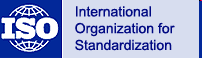 ISO
International
Organization for
Standardization